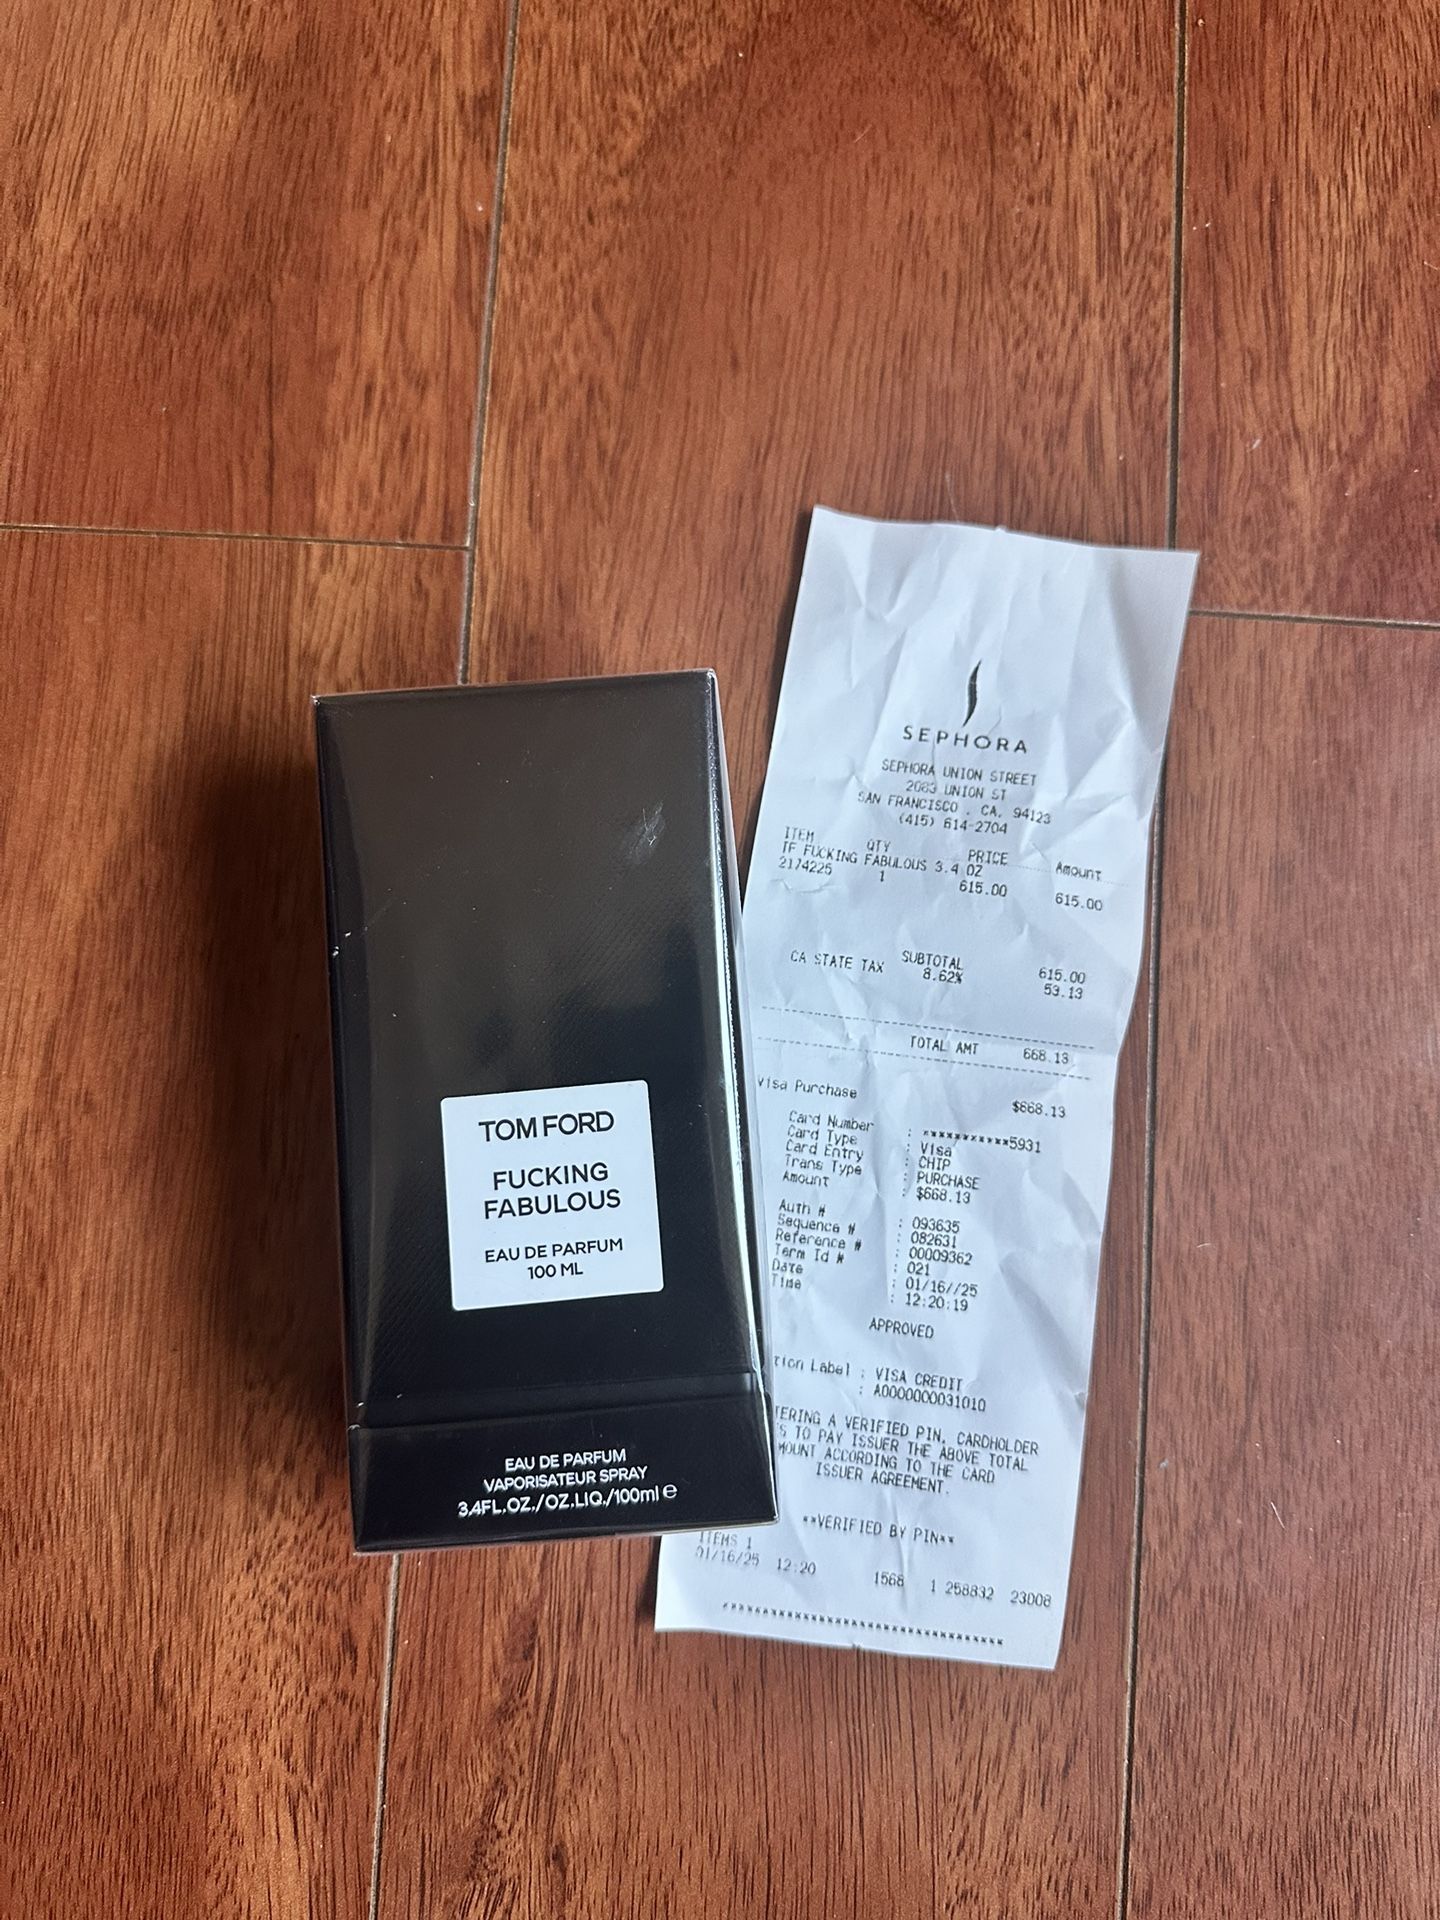 TOM FORD
FUCKING
FABULOUS
EAU DE PARFUM
100 ML
EAU DE PARFUM
VAPORISATEUR SPRAY
3.4FL.OZ./OZ.LIQ./100ml e
SEPHORA
SEPHORA UNION STREET
2083 UNION ST
SAN FRANCISCO , CA, 94123
(415) 614-2704
ITEM QTY PRICE Amount
TF FUCKING FABULOUS 3.4 OZ
2174225 1 615.00 615.00
SUBTOTAL 615.00
CA STATE TAX 8.62% 53.13
TOTAL AMT 668.13
Visa Purchase $668.13
Card Number : ***********5931
Card Type : Visa
Card Entry : CHIP
Trans Type : PURCHASE
Amount : $668.13
Auth # : 093635
Sequence # : 082631
Reference # : 00009362
Term Id # : 021
Date : 01/16//25
Time : 12:20:19
APPROVED
tion Label : VISA CREDIT
: A0000000031010
TERING A VERIFIED PIN, CARDHOLDER
S TO PAY ISSUER THE ABOVE TOTAL
MOUNT ACCORDING TO THE CARD
ISSUER AGREEMENT.
**VERIFIED BY PIN**
ITEMS 1
01/16/25 12:20 1568 1 258832 23008